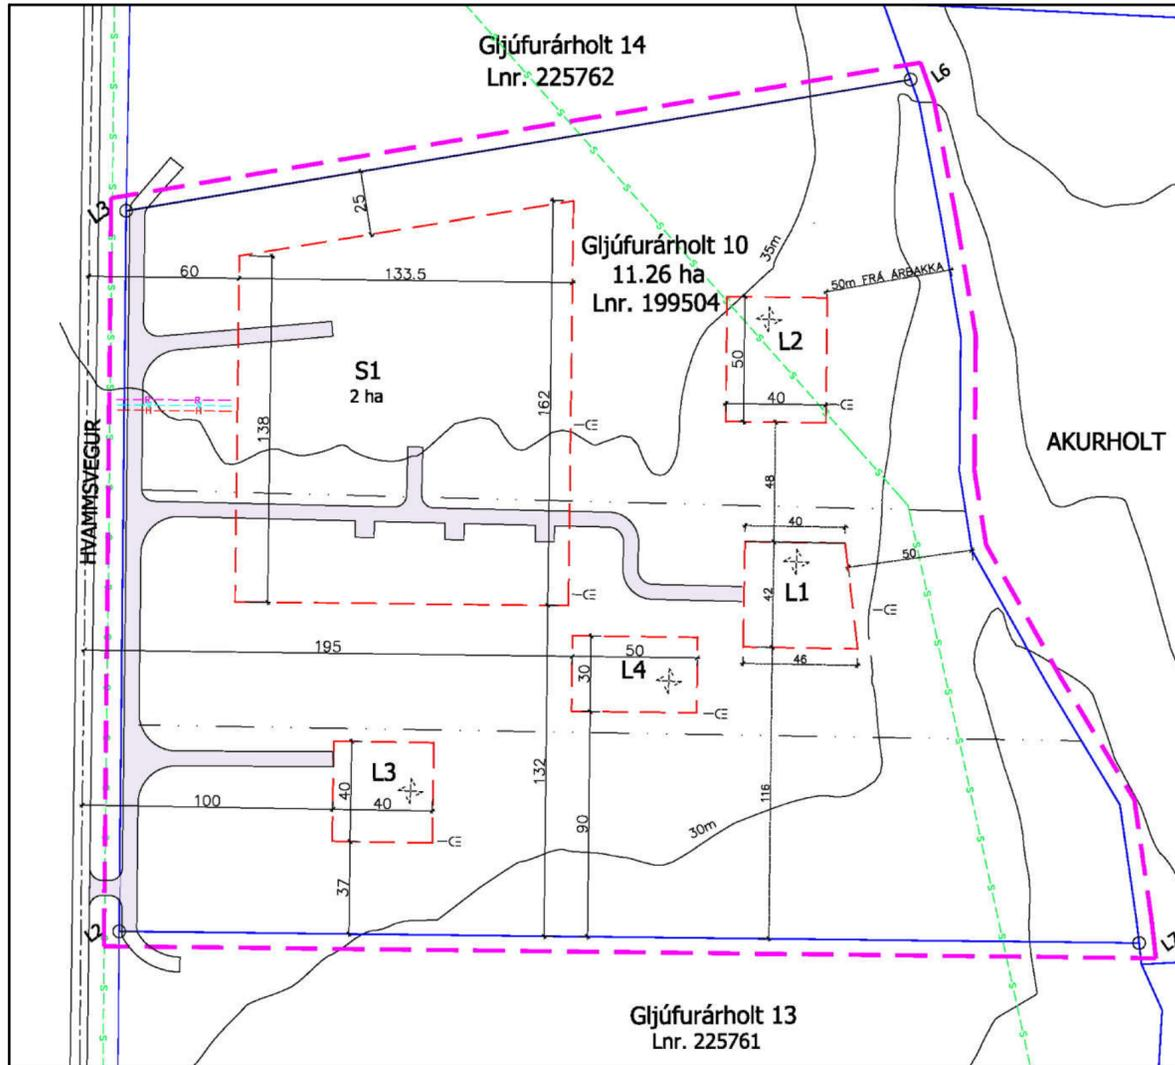 Gljúfurárholt 14
Lnr. 225762
L6
L3
25
Gljúfurárholt 10
11.26 ha
Lnr. 199504
35m
50m FRÁ ÁRBAKKA
60
133.5
L2
50
40
S1
2 ha
R
R
H
H
138
162
AKURHOLT
HVAMMSVEGUR
48
40
50
L1
42
46
195
50
30
L4
L3
40
40
100
132
90
116
30m
37
L2
L7
Gljúfurárholt 13
Lnr. 225761